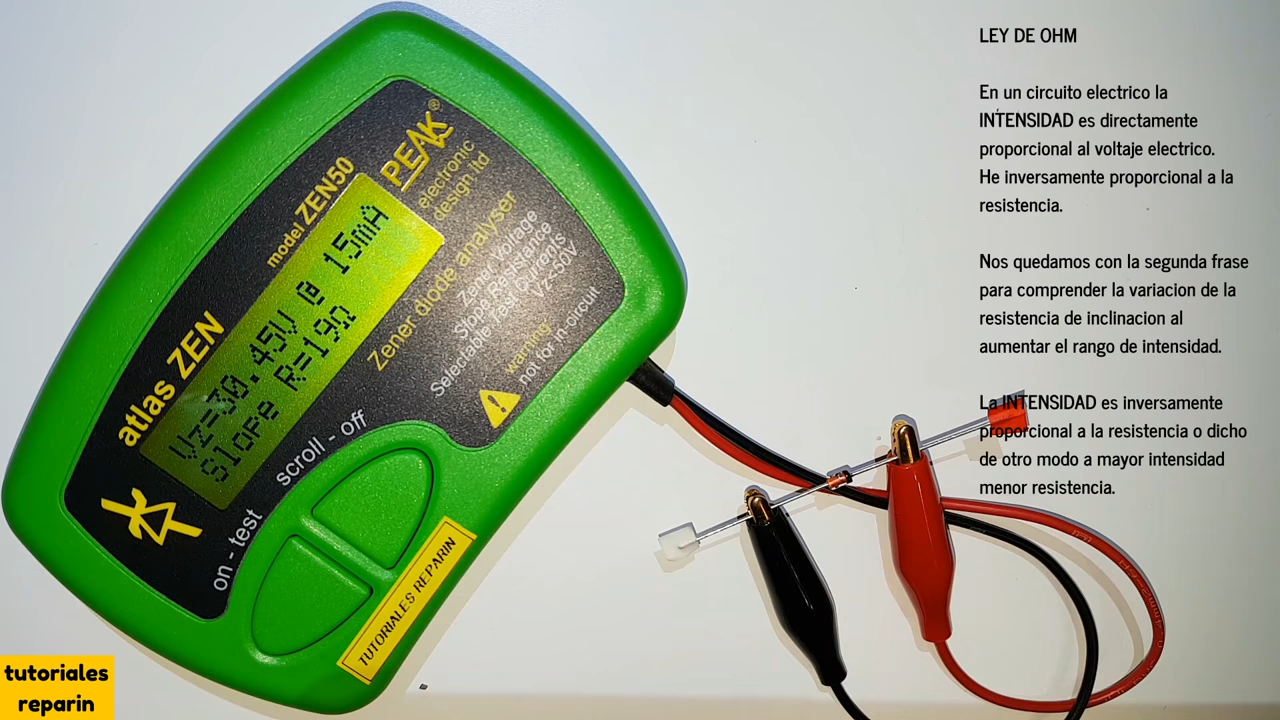 atlas ZEN
model ZEN50
PEAK®
electronic
design ltd
Vz=30.45V @ 15mA
Slope R=19Ω
Zener diode analyser
Zener Voltage
Slope Resistance
Selectable Test Currents
Vz<50V
warning
not for in-circuit
on - test
scroll - off
TUTORIALES REPARIN
LEY DE OHM
En un circuito electrico la
INTENSIDAD es directamente
proporcional al voltaje electrico.
He inversamente proporcional a la
resistencia.
Nos quedamos con la segunda frase
para comprender la variacion de la
resistencia de inclinacion al
aumentar el rango de intensidad.
La INTENSIDAD es inversamente
proporcional a la resistencia o dicho
de otro modo a mayor intensidad
menor resistencia.
tutoriales
reparin